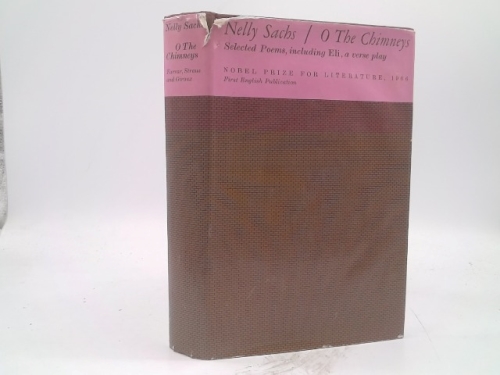 Nelly Sachs
O The
Chimneys
Farrar, Straus
and Giroux
Nelly Sachs / O The Chimneys
Selected Poems, including Eli, a verse play
NOBEL PRIZE FOR LITERATURE, 1966
First English Publication